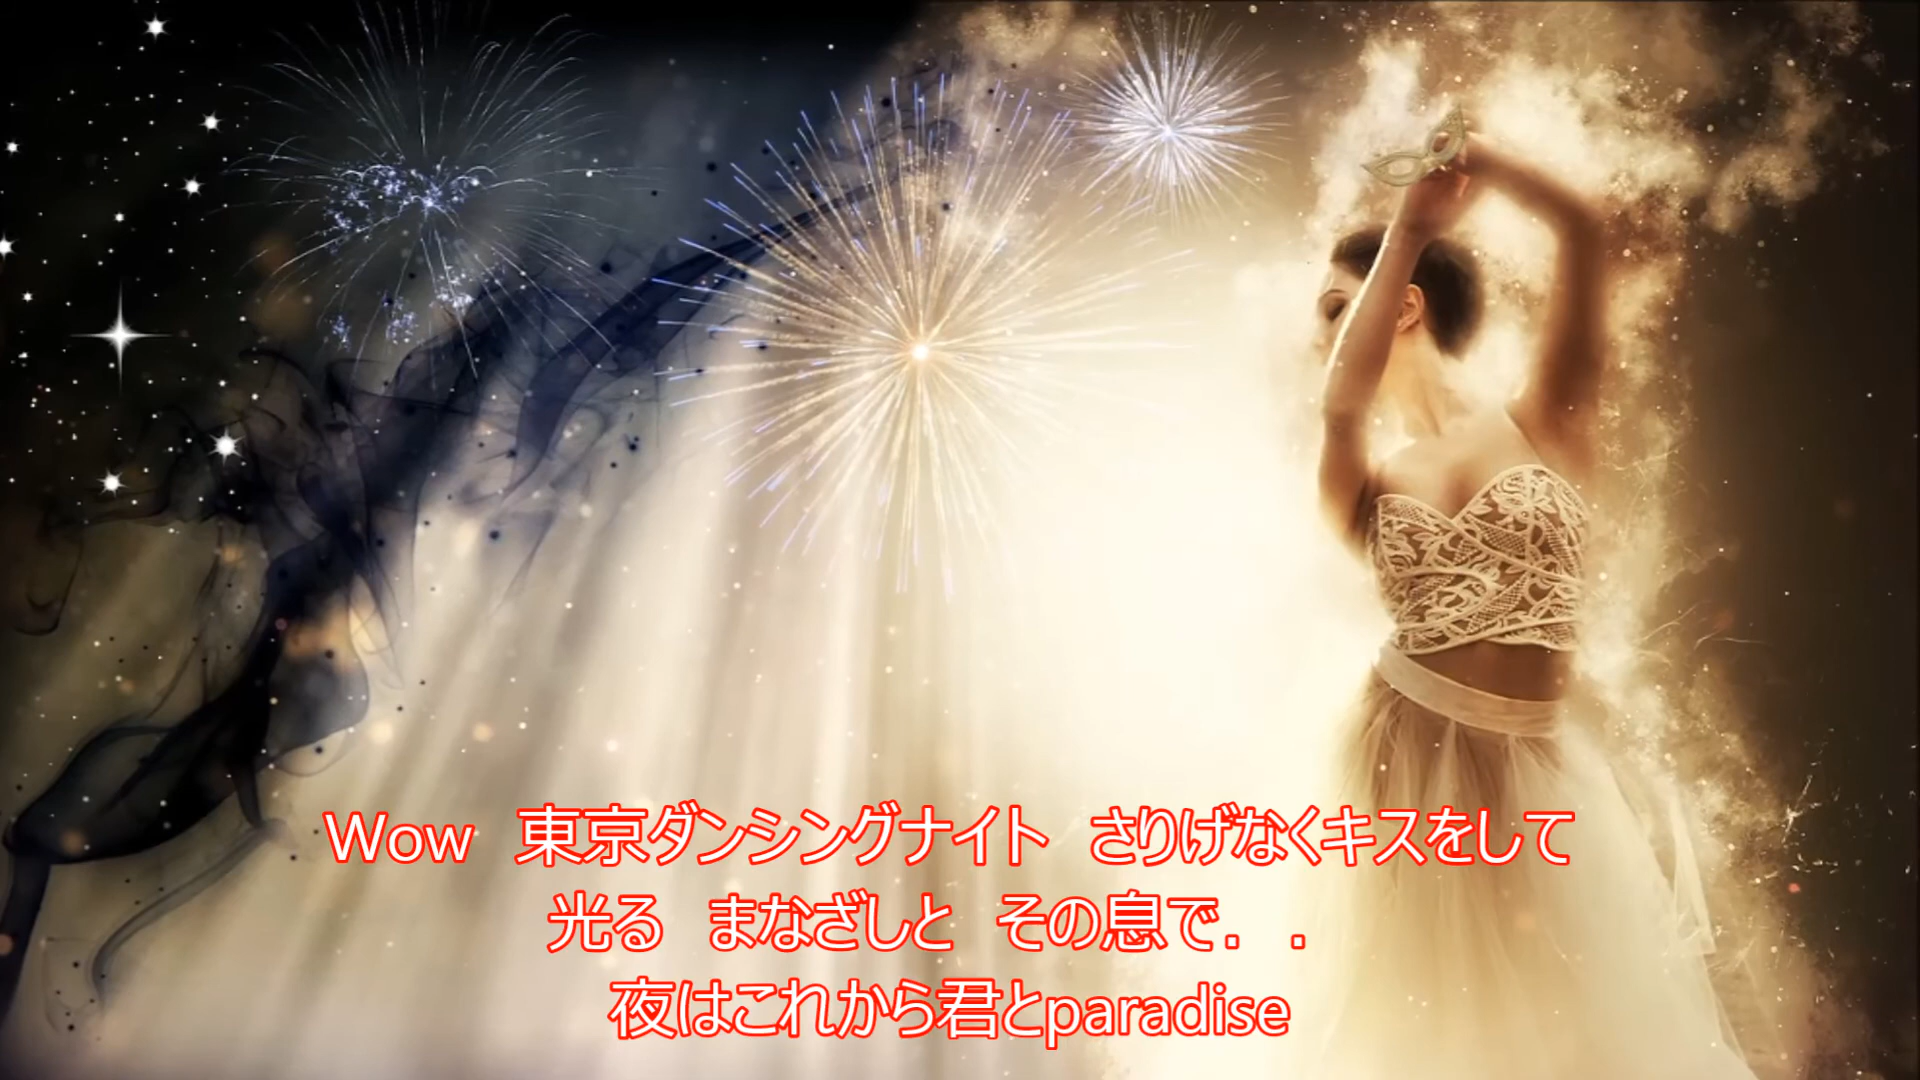 Wow　東京ダンシングナイト　さりげなくキスをして
光る　まなざしと　その息で．．
夜はこれから君とparadise